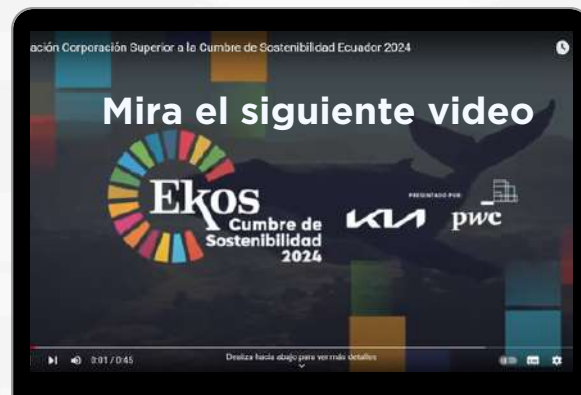 ación Corporación Superior a la Cumbre de Sostenibilidad Ecuador 2024
Mira el siguiente video
Ekos
Cumbre de
Sostenibilidad
2024
PRESENTADO POR
KIA
pwc
0:01 / 0:45
Desliza hacia abajo para ver más detalles